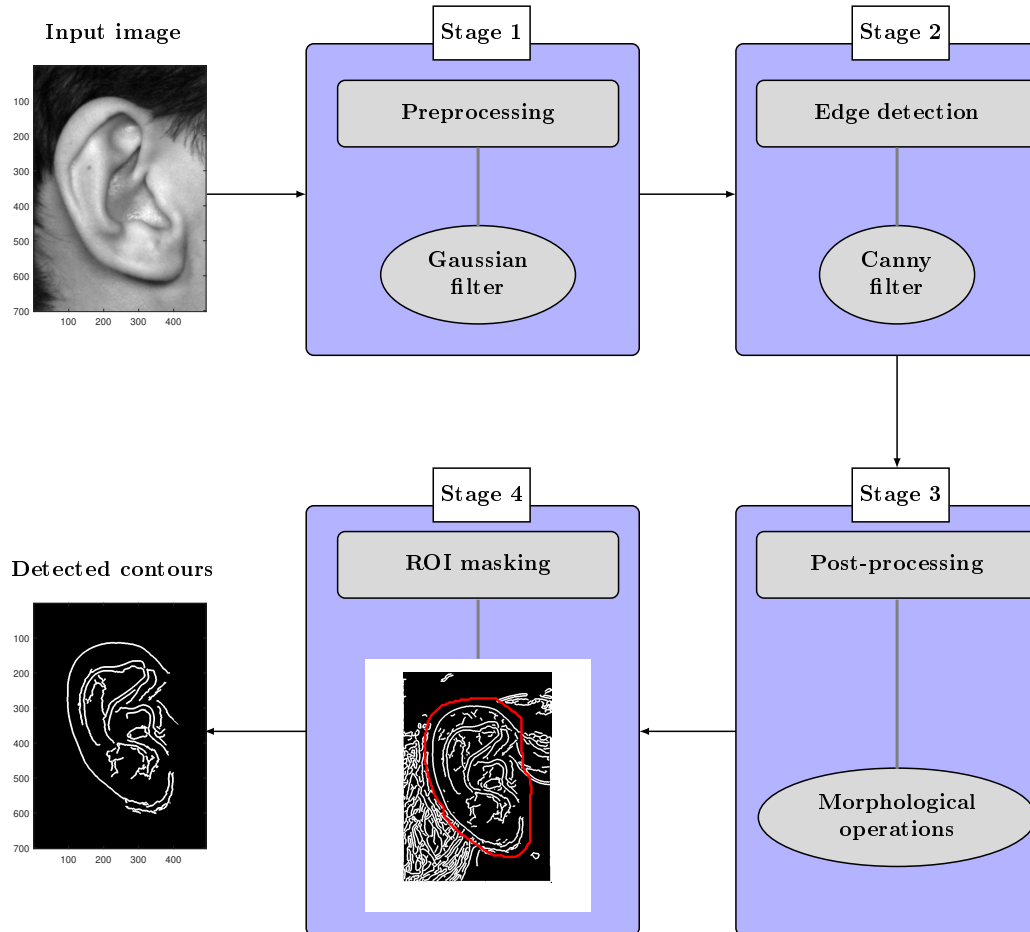 Input image
Stage 1
Stage 2
100
200
300
400
500
600
700
100 200 300 400
Preprocessing
Gaussian
filter
Edge detection
Canny
filter
Stage 4
Stage 3
Detected contours
100
200
300
400
500
600
700
100 200 300 400
ROI masking
Post-processing
Morphological
operations